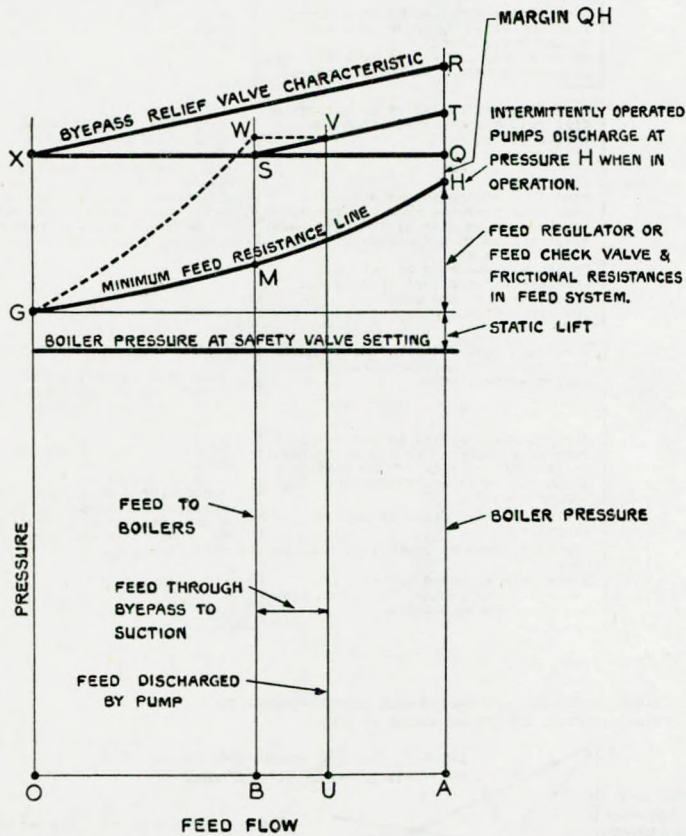 MARGIN QH
R
BYEPASS RELIEF VALVE CHARACTERISTIC
T
W
V
X
S
Q
H
INTERMITTENTLY OPERATED
PUMPS DISCHARGE AT
PRESSURE H WHEN IN
OPERATION.
MINIMUM FEED RESISTANCE LINE
M
FEED REGULATOR OR
FEED CHECK VALVE &
FRICTIONAL RESISTANCES
IN FEED SYSTEM.
G
STATIC LIFT
BOILER PRESSURE AT SAFETY VALVE SETTING
FEED TO
BOILERS
BOILER PRESSURE
PRESSURE
FEED THROUGH
BYEPASS TO
SUCTION
FEED DISCHARGED
BY PUMP
O
B
U
A
FEED FLOW